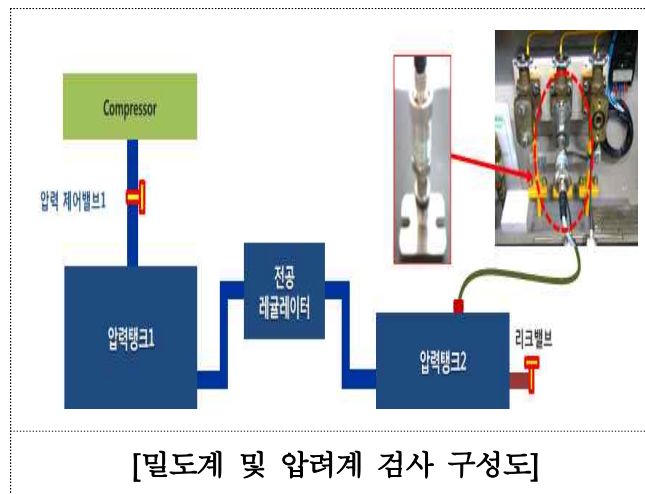 Compressor
압력 제어밸브1
전공
레귤레이터
압력탱크1
압력탱크2
리크밸브
[밀도계 및 압려계 검사 구성도]